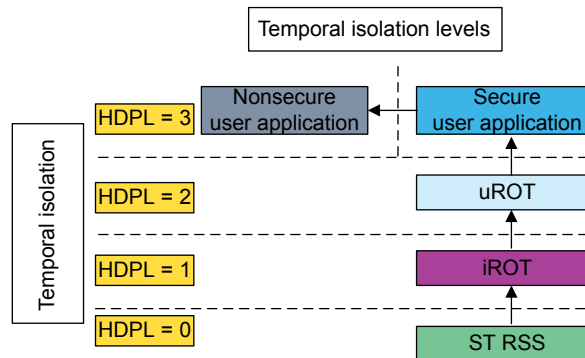 Temporal isolation levels
Temporal isolation
HDPL = 3
Nonsecure
user application
Secure
user application
HDPL = 2
uROT
HDPL = 1
iROT
HDPL = 0
ST RSS